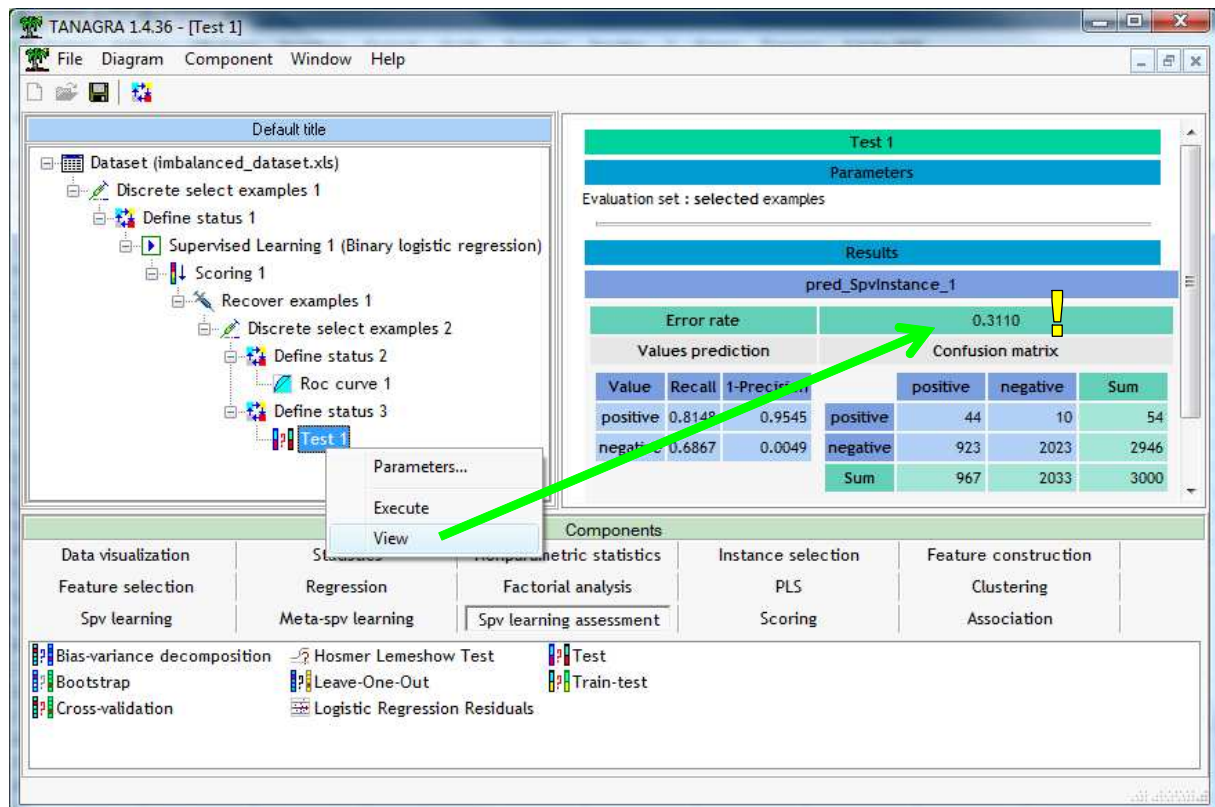 TANAGRA 1.4.36 - [Test 1]
File Diagram Component Window Help
Default title
Dataset (imbalanced_dataset.xls)
Discrete select examples 1
Define status 1
Supervised Learning 1 (Binary logistic regression)
Scoring 1
Recover examples 1
Discrete select examples 2
Define status 2
Roc curve 1
Define status 3
Test 1
Parameters...
Execute
View
Test 1
Parameters
Evaluation set : selected examples
Results
pred_SpvInstance_1
Error rate 0.3110 !
Values prediction Confusion matrix
Value Recall 1-Precision positive negative Sum
positive 0.8148 0.9545 positive 44 10 54
negative 0.6867 0.0049 negative 923 2023 2946
Sum 967 2033 3000
Components
Data visualization Statistics Nonparametric statistics Instance selection Feature construction
Feature selection Regression Factorial analysis PLS Clustering
Spv learning Meta-spv learning Spv learning assessment Scoring Association
Bias-variance decomposition Hosmer Lemeshow Test Test
Bootstrap Leave-One-Out Train-test
Cross-validation Logistic Regression Residuals